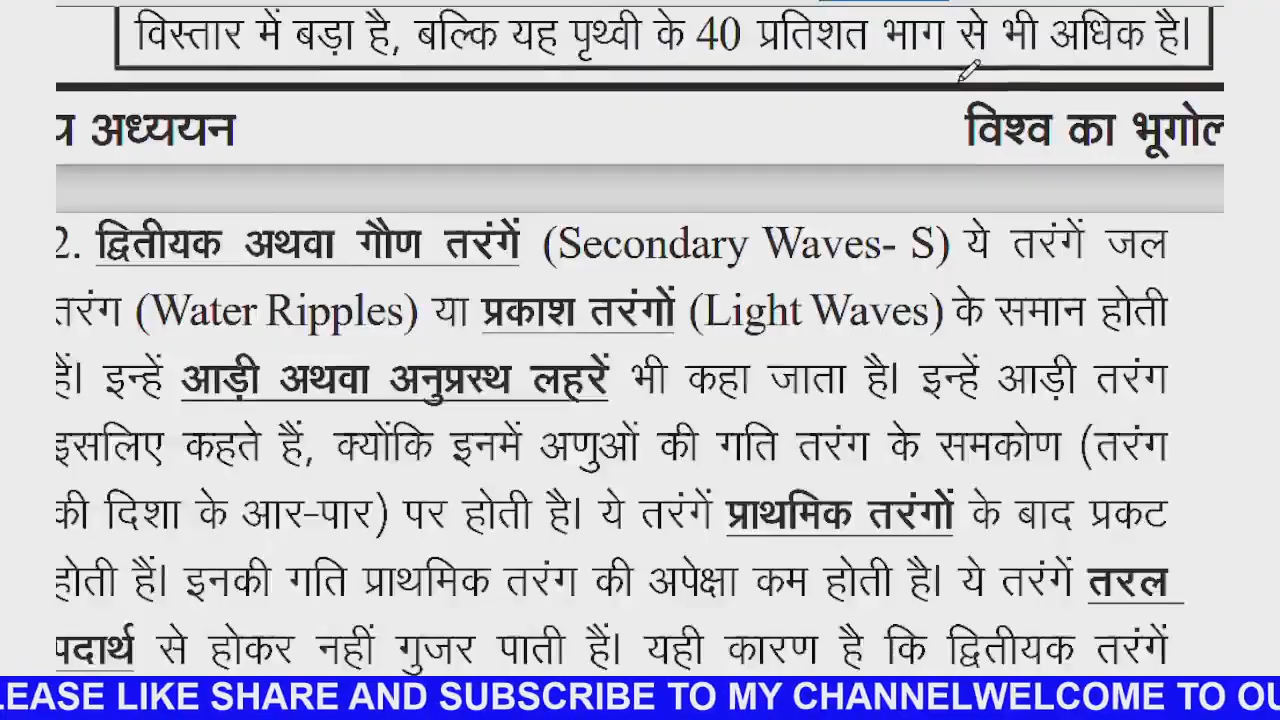 विस्तार में बड़ा है, बल्कि यह पृथ्वी के 40 प्रतिशत भाग से भी अधिक है।
य अध्ययन विश्व का भूगोल
2. द्वितीयक अथवा गौण तरंगें (Secondary Waves- S) ये तरंगें जल
तरंग (Water Ripples) या प्रकाश तरंगों (Light Waves) के समान होती
हैं। इन्हें आड़ी अथवा अनुप्रस्थ लहरें भी कहा जाता है। इन्हें आड़ी तरंग
इसलिए कहते हैं, क्योंकि इनमें अणुओं की गति तरंग के समकोण (तरंग
की दिशा के आर-पार) पर होती है। ये तरंगें प्राथमिक तरंगों के बाद प्रकट
होती हैं। इनकी गति प्राथमिक तरंग की अपेक्षा कम होती है। ये तरंगें तरल
पदार्थ से होकर नहीं गुजर पाती हैं। यही कारण है कि द्वितीयक तरंगें
LEASE LIKE SHARE AND SUBSCRIBE TO MY CHANNELWELCOME TO OU